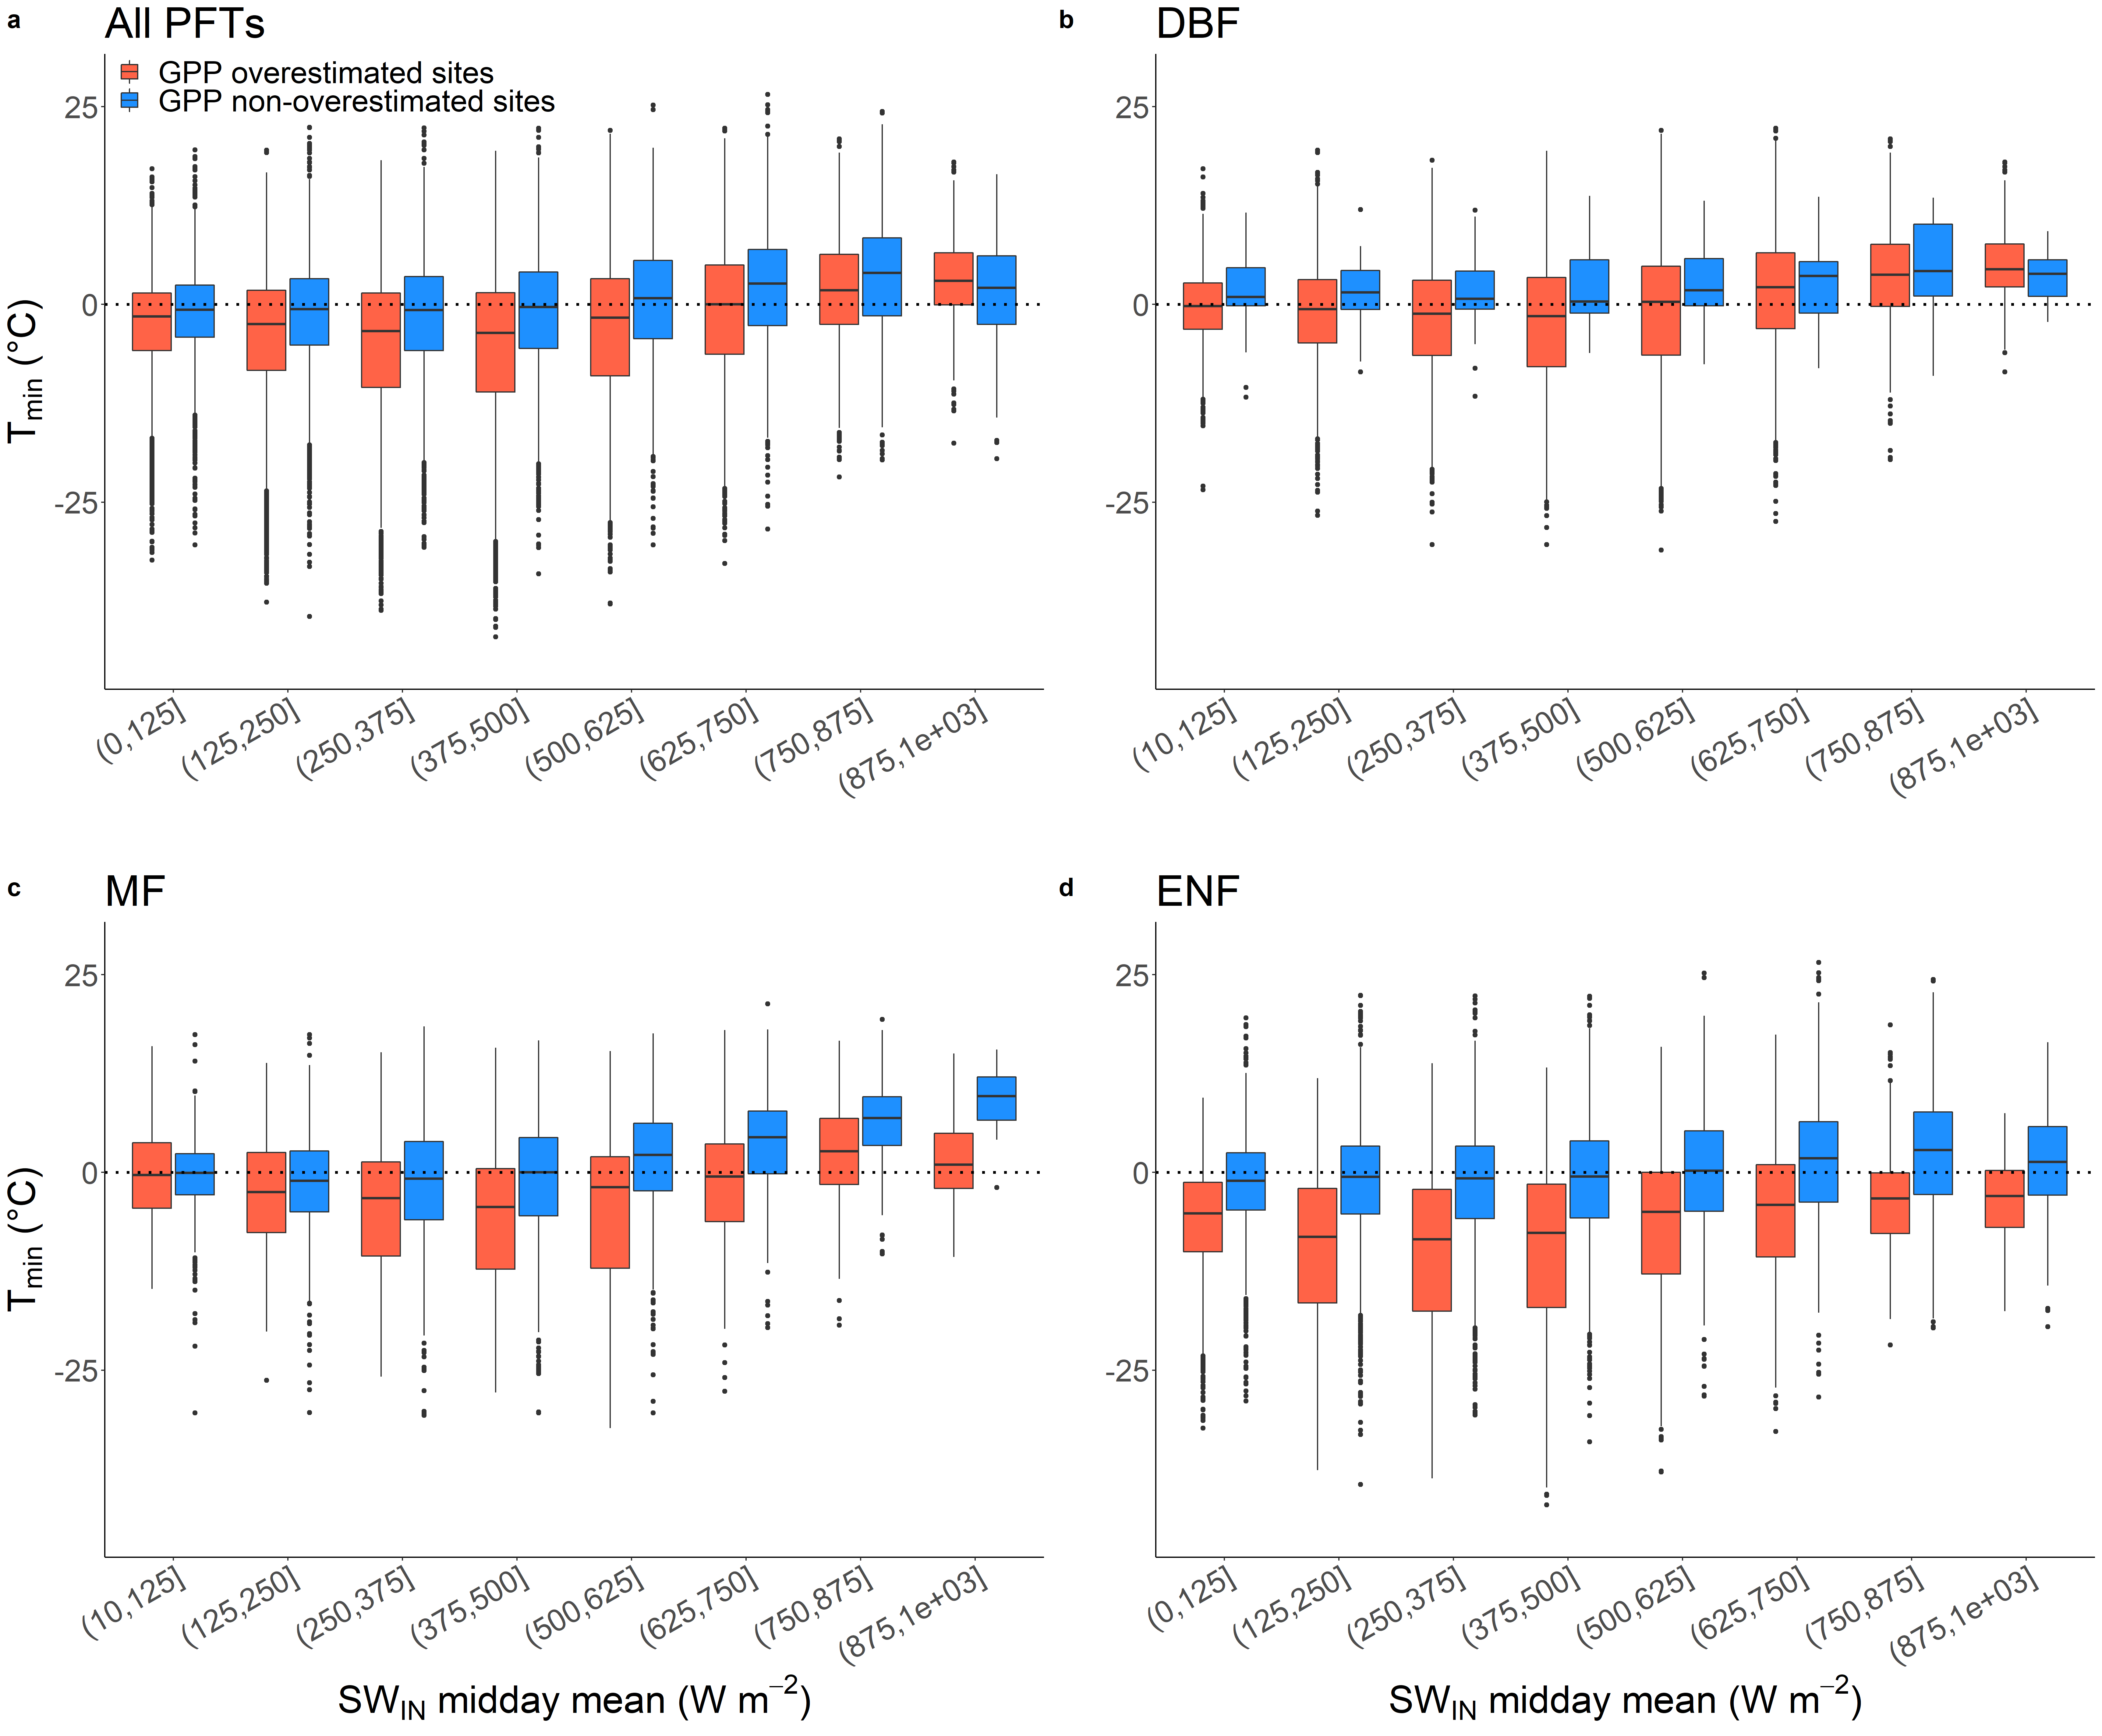 a
All PFTs
GPP overestimated sites
GPP non-overestimated sites
25
0
-25
Tmin (°C)
(0,125]
(125,250]
(250,375]
(375,500]
(500,625]
(625,750]
(750,875]
(875,1e+03]
b
DBF
25
0
-25
(10,125]
(125,250]
(250,375]
(375,500]
(500,625]
(625,750]
(750,875]
(875,1e+03]
c
MF
25
0
-25
Tmin (°C)
(10,125]
(125,250]
(250,375]
(375,500]
(500,625]
(625,750]
(750,875]
(875,1e+03]
SWIN midday mean (W m−2)
d
ENF
25
0
-25
(0,125]
(125,250]
(250,375]
(375,500]
(500,625]
(625,750]
(750,875]
(875,1e+03]
SWIN midday mean (W m−2)